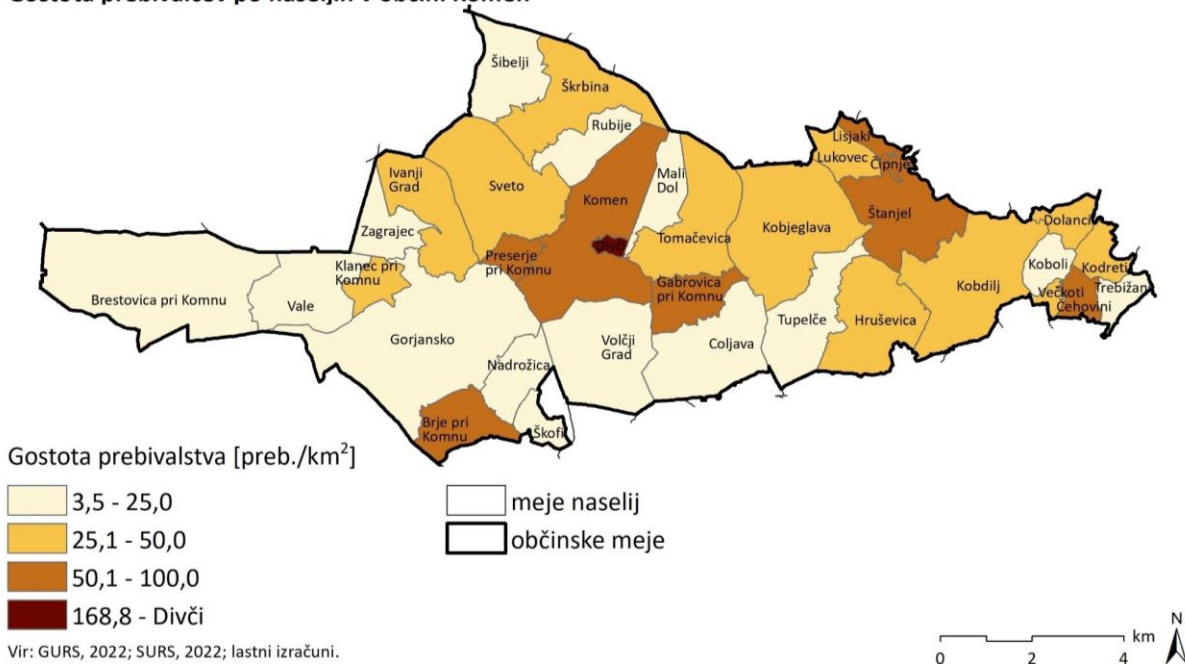 Gostota prebivalcev po naseljih v občini Komen
Šibelji
Škrbina
Rubije
Lisjaki
Lukovec
Čipnje
Ivanji
Grad
Sveto
Komen
Mali
Dol
Štanjel
Dolanci
Zagrajec
Divči
Tomačevica
Kobjeglava
Preserje
pri Komnu
Klanec pri
Komnu
Koboli
Kodreti
Brestovica pri Komnu
Vale
Gabrovica
pri Komnu
Kobdilj
Večkoti
Trebižani
Čehovini
Gorjansko
Volčji
Grad
Coljava
Tupelče
Hruševica
Nadrožica
Brje pri
Komnu
Škofi
Gostota prebivalstva [preb./km²]
3,5 - 25,0
25,1 - 50,0
50,1 - 100,0
168,8 - Divči
meje naselij
občinske meje
Vir: GURS, 2022; SURS, 2022; lastni izračuni.
km
0 2 4
N